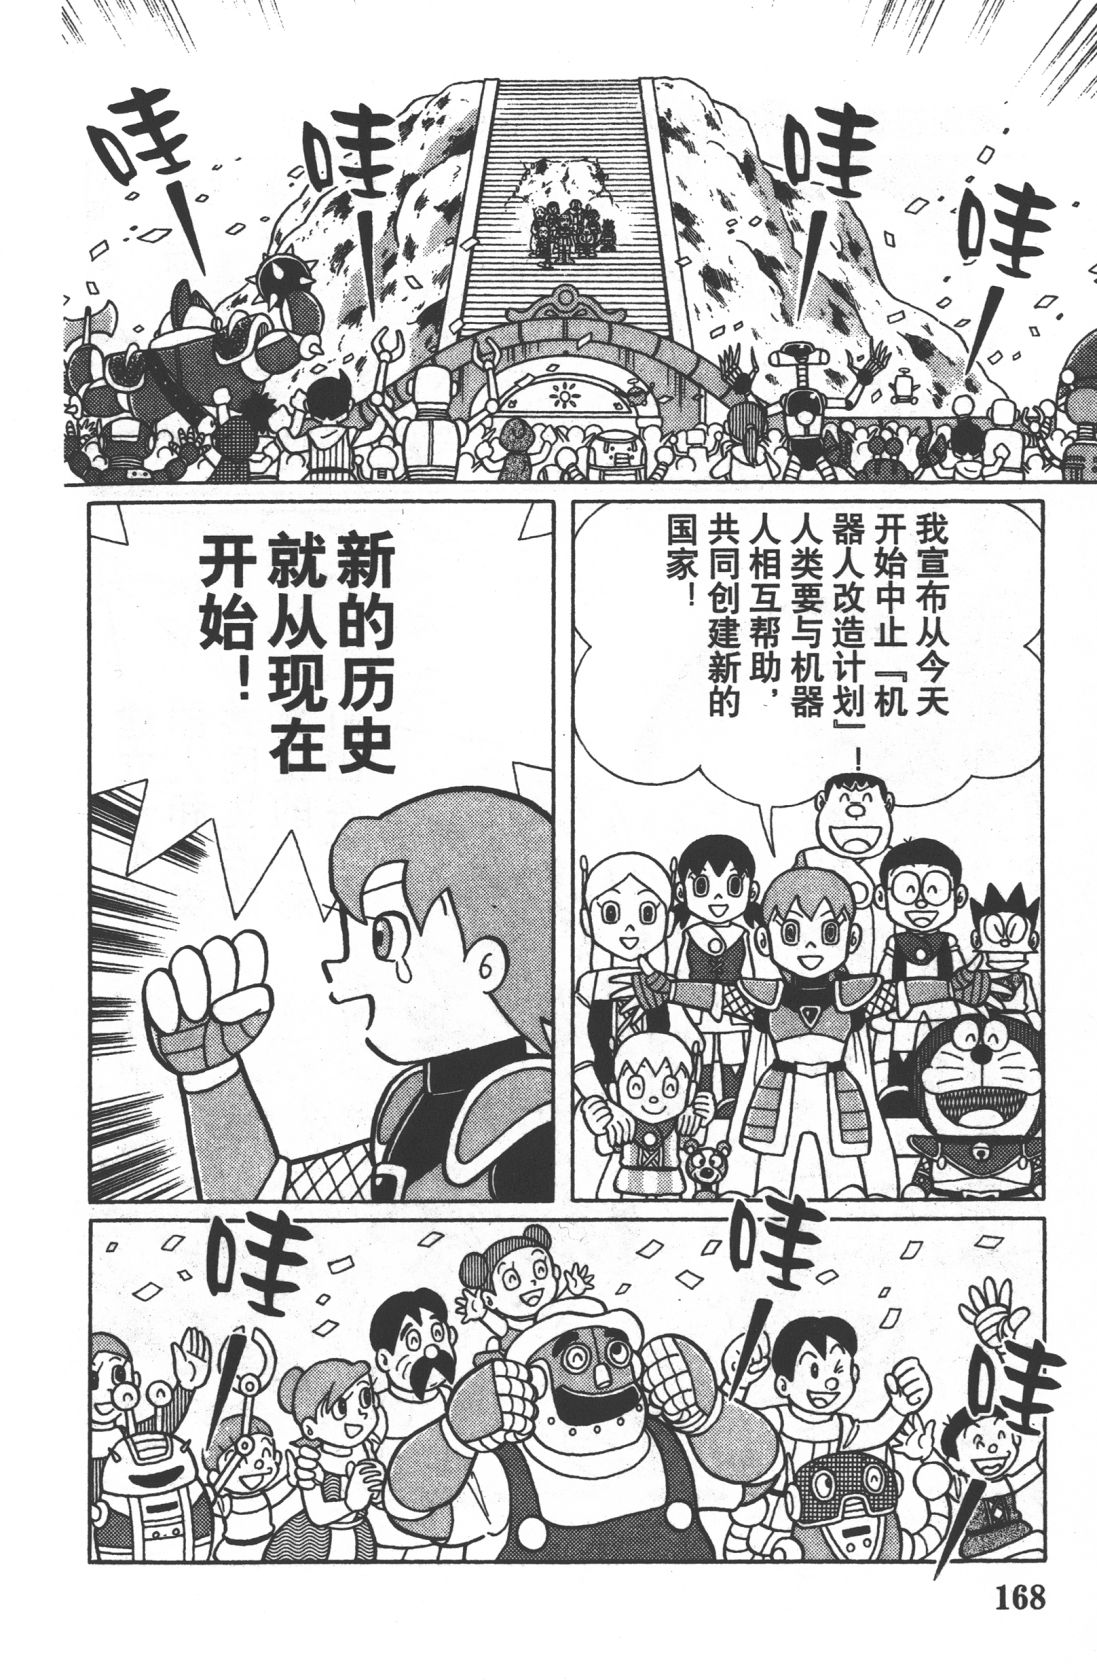 哇！
哇！
哇！
哇！
我宣布从今天
开始中止『机
器人改造计划』！
人类要与机器
人相互帮助，
共同创建新的
国家！
新的历史
就从现在
开始！
哇！
哇！
哇！
168